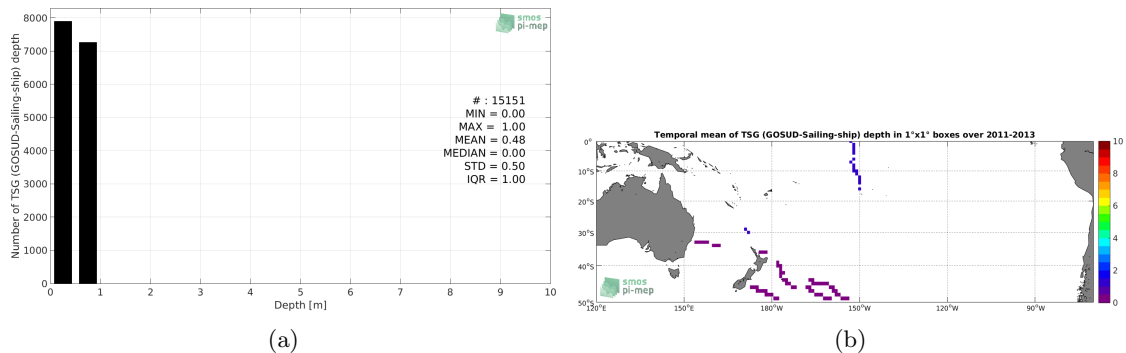 smos
pi-mep
Number of TSG (GOSUD-Sailing-ship) depth
8000
7000
6000
5000
4000
3000
2000
1000
0
# : 15151
MIN = 0.00
MAX = 1.00
MEAN = 0.48
MEDIAN = 0.00
STD = 0.50
IQR = 1.00
0 1 2 3 4 5 6 7 8 9 10
Depth [m]
(a)
Temporal mean of TSG (GOSUD-Sailing-ship) depth in 1°x1° boxes over 2011-2013
0°
10°S
20°S
30°S
40°S
50°S
120°E 150°E 180°W 150°W 120°W 90°W
smos
pi-mep
10
8
6
4
2
0
(b)